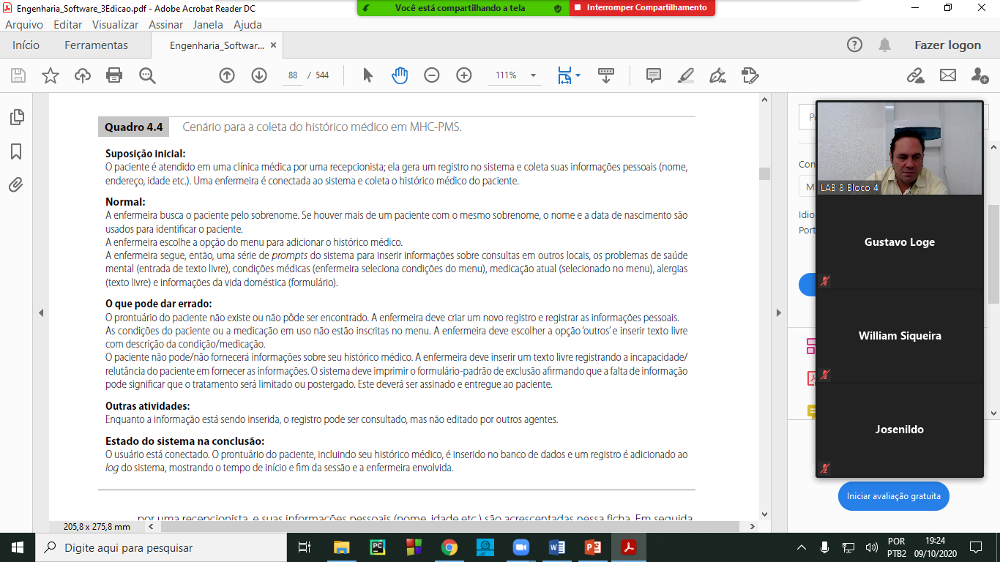 Engenharia_Software_3Edicao.pdf - Adobe Acrobat Reader DC
Você está compartilhando a tela
Interromper Compartilhamento
Arquivo Editar Visualizar Assinar Janela Ajuda
Início Ferramentas Engenharia_Softwar... ×
Fazer logon
88 / 544 111%
Quadro 4.4 Cenário para a coleta do histórico médico em MHC-PMS.
Suposição inicial:
O paciente é atendido em uma clínica médica por uma recepcionista; ela gera um registro no sistema e coleta suas informações pessoais (nome,
endereço, idade etc.). Uma enfermeira é conectada ao sistema e coleta o histórico médico do paciente.
Normal:
A enfermeira busca o paciente pelo sobrenome. Se houver mais de um paciente com o mesmo sobrenome, o nome e a data de nascimento são
usados para identificar o paciente.
A enfermeira escolhe a opção do menu para adicionar o histórico médico.
A enfermeira segue, então, uma série de prompts do sistema para inserir informações sobre consultas em outros locais, os problemas de saúde
mental (entrada de texto livre), condições médicas (enfermeira seleciona condições do menu), medicação atual (selecionado no menu), alergias
(texto livre) e informações da vida doméstica (formulário).
O que pode dar errado:
O prontuário do paciente não existe ou não pôde ser encontrado. A enfermeira deve criar um novo registro e registrar as informações pessoais.
As condições do paciente ou a medicação em uso não estão inscritas no menu. A enfermeira deve escolher a opção ‘outros’ e inserir texto livre
com descrição da condição/medicação.
O paciente não pode/não fornecerá informações sobre seu histórico médico. A enfermeira deve inserir um texto livre registrando a incapacidade/
relutância do paciente em fornecer as informações. O sistema deve imprimir o formulário-padrão de exclusão afirmando que a falta de informação
pode significar que o tratamento será limitado ou postergado. Este deverá ser assinado e entregue ao paciente.
Outras atividades:
Enquanto a informação está sendo inserida, o registro pode ser consultado, mas não editado por outros agentes.
Estado do sistema na conclusão:
O usuário está conectado. O prontuário do paciente, incluindo seu histórico médico, é inserido no banco de dados e um registro é adicionado ao
log do sistema, mostrando o tempo de início e fim da sessão e a enfermeira envolvida.
por uma recepcionista, e suas informações pessoais (nome, idade etc.) são acrescentadas nessa ficha. Em seguida,
205,8 x 275,8 mm
Con
M
Idio
Port
LAB 8 Bloco 4
Gustavo Loge
William Siqueira
Josenildo
Iniciar avaliação gratuita
Digite aqui para pesquisar
POR
PTB2
19:24
09/10/2020